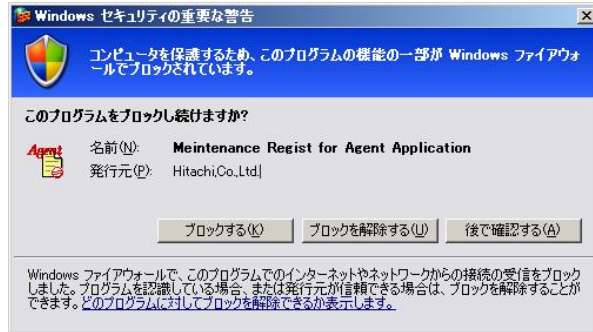 Windows セキュリティの重要な警告
コンピュータを保護するため、このプログラムの機能の一部が Windows ファイアウォ
ールでブロックされています。
このプログラムをブロックし続けますか?
Agent
名前(N): Meintenance Regist for Agent Application
発行元(P): Hitachi,Co.,Ltd.
ブロックする(K) ブロックを解除する(U) 後で確認する(A)
Windows ファイアウォールで、このプログラムでのインターネットやネットワークからの接続の受信をブロック
しました。プログラムを認識している場合、または発行元が信頼できる場合は、ブロックを解除することが
できます。どのプログラムに対してブロックを解除できるか表示します。